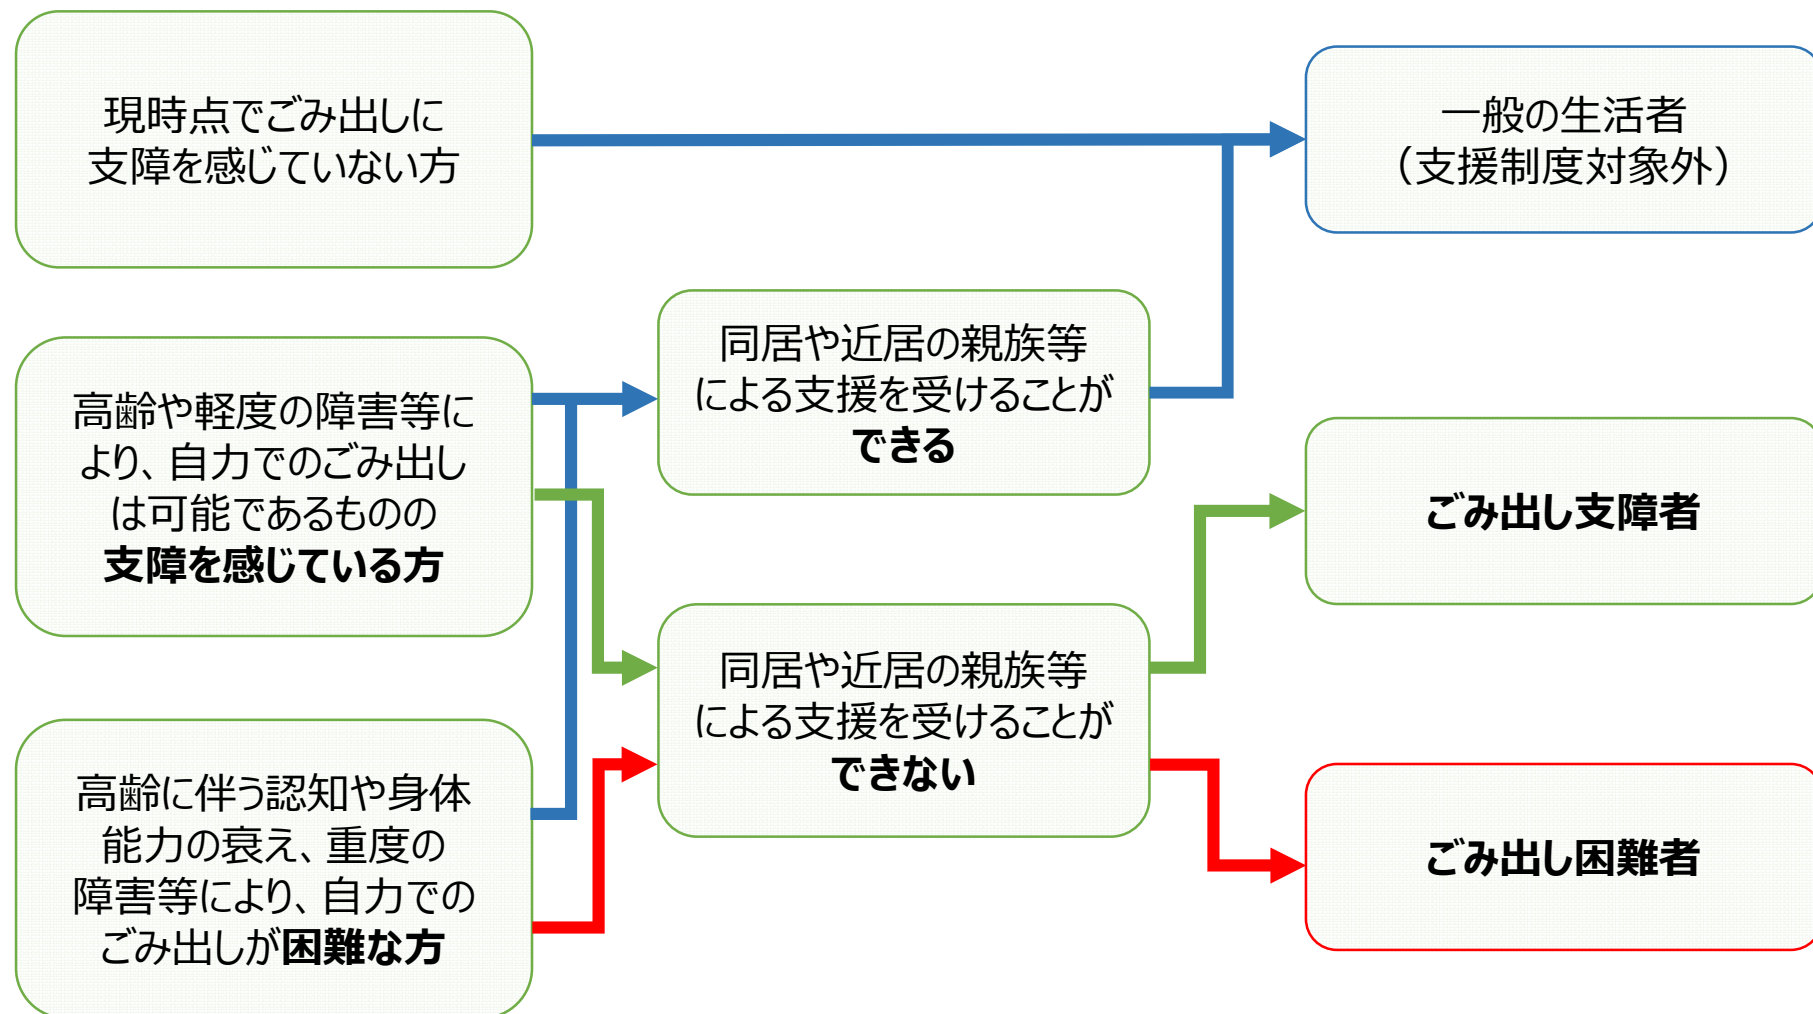 現時点でごみ出しに
支障を感じていない方
一般の生活者
（支援制度対象外）
高齢や軽度の障害等に
より、自力でのごみ出し
は可能であるものの
支障を感じている方
同居や近居の親族等
による支援を受けることが
できる
ごみ出し支障者
同居や近居の親族等
による支援を受けることが
できない
高齢に伴う認知や身体
能力の衰え、重度の
障害等により、自力での
ごみ出しが困難な方
ごみ出し困難者